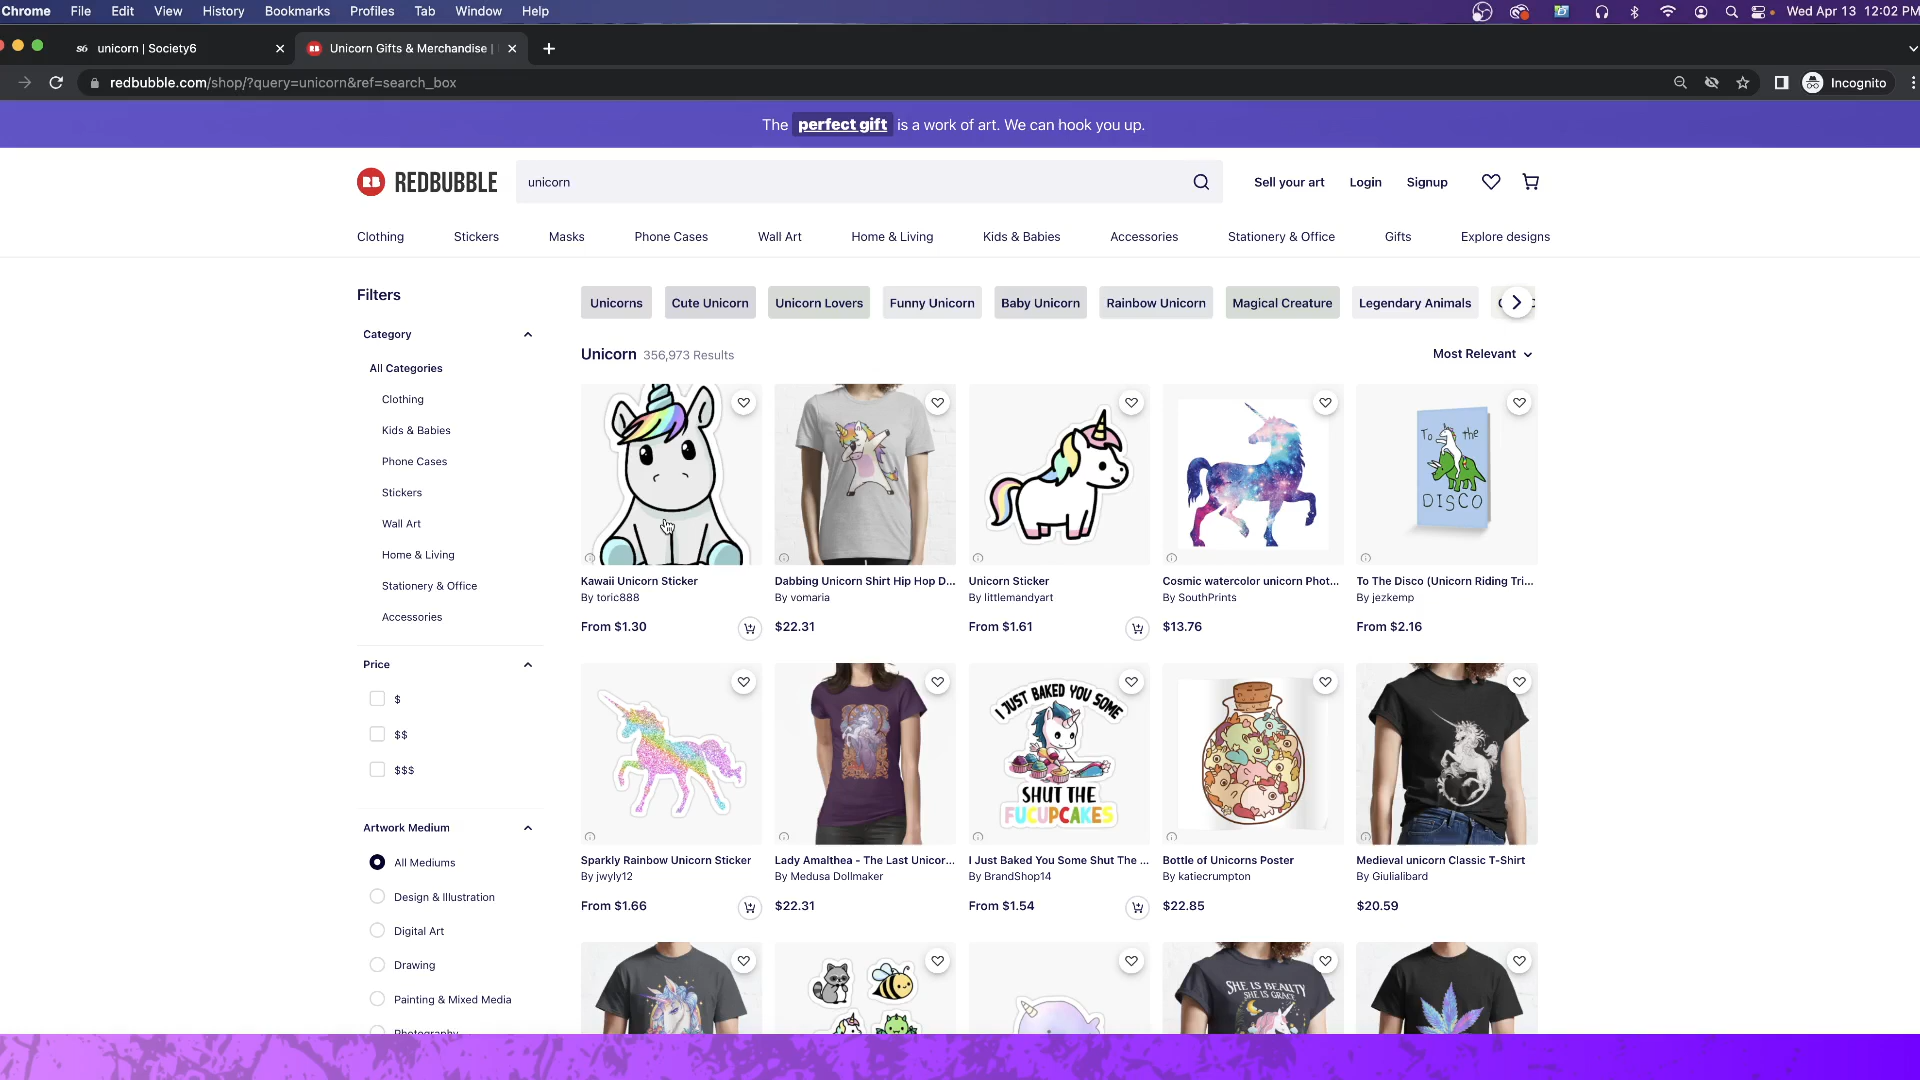 Chrome File Edit View History Bookmarks Profiles Tab Window Help
Wed Apr 13 12:02 PM
S6 unicorn | Society6
RB Unicorn Gifts & Merchandise |
redbubble.com/shop/?query=unicorn&ref=search_box
Incognito
The perfect gift is a work of art. We can hook you up.
RB REDBUBBLE
unicorn
Sell your art Login Signup
Clothing Stickers Masks Phone Cases Wall Art Home & Living Kids & Babies Accessories Stationery & Office Gifts Explore designs
Filters
Category
All Categories
Clothing
Kids & Babies
Phone Cases
Stickers
Wall Art
Home & Living
Stationery & Office
Accessories
Price
$
$$
$$$
Artwork Medium
All Mediums
Design & Illustration
Digital Art
Drawing
Painting & Mixed Media
Photography
Unicorns Cute Unicorn Unicorn Lovers Funny Unicorn Baby Unicorn Rainbow Unicorn Magical Creature Legendary Animals
Unicorn 356,973 Results
Most Relevant
To the
DISCO
Kawaii Unicorn Sticker
By toric888
From $1.30
Dabbing Unicorn Shirt Hip Hop D...
By vomaria
$22.31
Unicorn Sticker
By littlemandyart
From $1.61
Cosmic watercolor unicorn Phot...
By SouthPrints
$13.76
To The Disco (Unicorn Riding Tri...
By jezkemp
From $2.16
I JUST BAKED YOU SOME
SHUT THE
FUCUPCAKES
Sparkly Rainbow Unicorn Sticker
By jwyly12
From $1.66
Lady Amalthea - The Last Unicor...
By Medusa Dollmaker
$22.31
I Just Baked You Some Shut The ...
By BrandShop14
From $1.54
Bottle of Unicorns Poster
By katiecrumpton
$22.85
Medieval unicorn Classic T-Shirt
By Giulialibard
$20.59
SHE IS BEAUTY
SHE IS GRACE